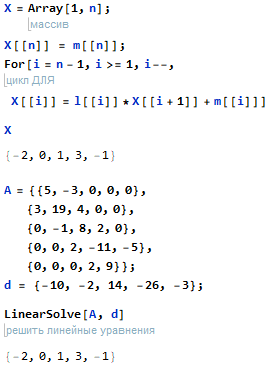 X = Array[1, n];
массив
X[[n]] = m[[n]];
For[i = n - 1, i >= 1, i--,
цикл ДЛЯ
X[[i]] = l[[i]] * X[[i + 1]] + m[[i]]]
X
{-2, 0, 1, 3, -1}
A = {{5, -3, 0, 0, 0},
{3, 19, 4, 0, 0},
{0, -1, 8, 2, 0},
{0, 0, 2, -11, -5},
{0, 0, 0, 2, 9}};
d = {-10, -2, 14, -26, -3};
LinearSolve[A, d]
решить линейные уравнения
{-2, 0, 1, 3, -1}